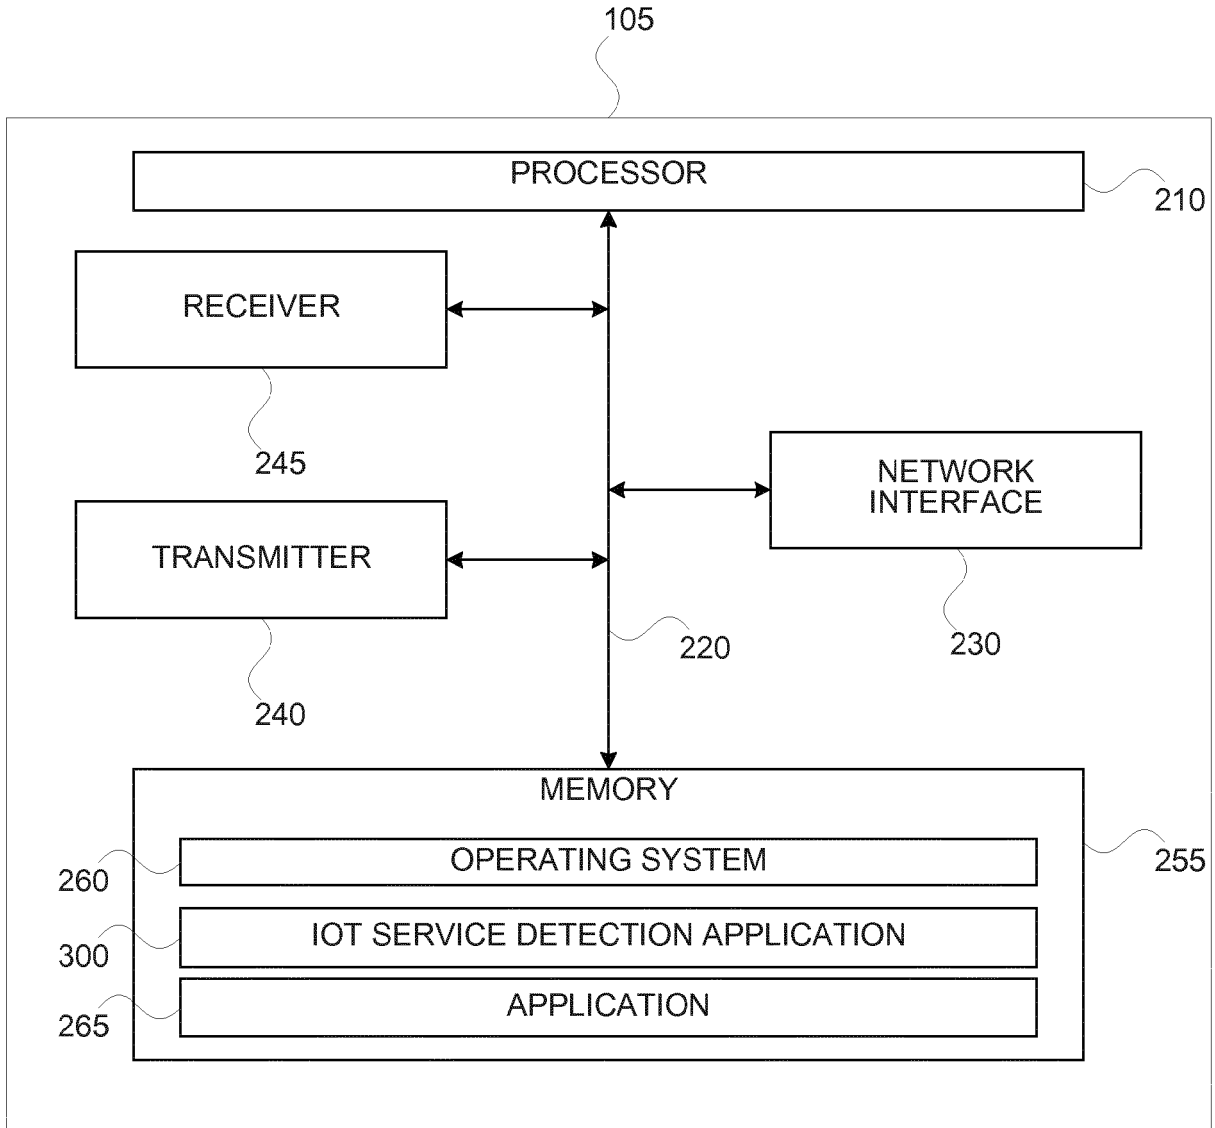 105
PROCESSOR
210
RECEIVER
245
NETWORK
INTERFACE
230
TRANSMITTER
240
220
MEMORY
255
OPERATING SYSTEM
260
IOT SERVICE DETECTION APPLICATION
300
APPLICATION
265